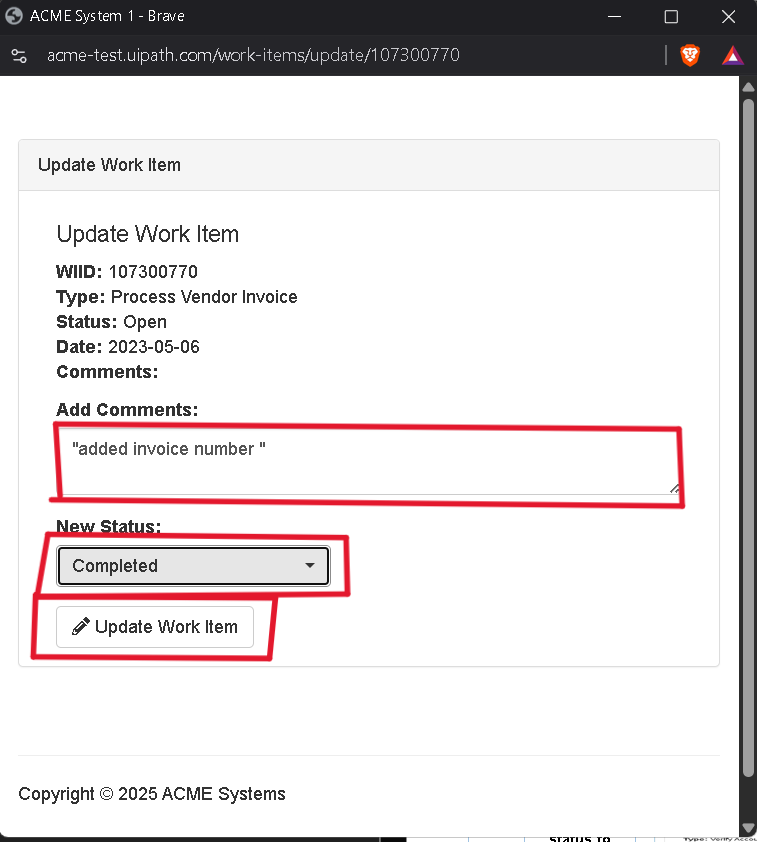 ACME System 1 - Brave
acme-test.uipath.com/work-items/update/107300770
Update Work Item
Update Work Item
WIID: 107300770
Type: Process Vendor Invoice
Status: Open
Date: 2023-05-06
Comments:
Add Comments:
"added invoice number "
New Status:
Completed
Update Work Item
Copyright © 2025 ACME Systems
status to